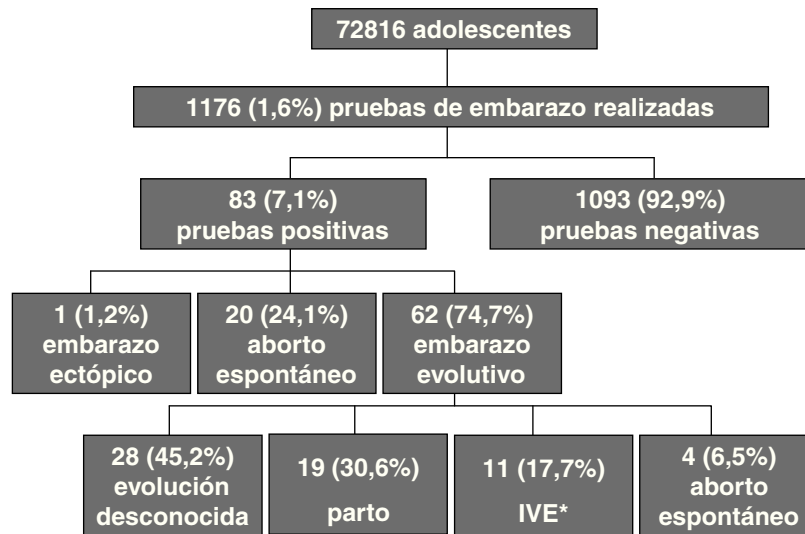 72816 adolescentes
1176 (1,6%) pruebas de embarazo realizadas
83 (7,1%)
pruebas positivas
1093 (92,9%)
pruebas negativas
1 (1,2%)
embarazo
ectópico
20 (24,1%)
aborto
espontáneo
62 (74,7%)
embarazo
evolutivo
28 (45,2%)
evolución
desconocida
19 (30,6%)
parto
11 (17,7%)
IVE*
4 (6,5%)
aborto
espontáneo